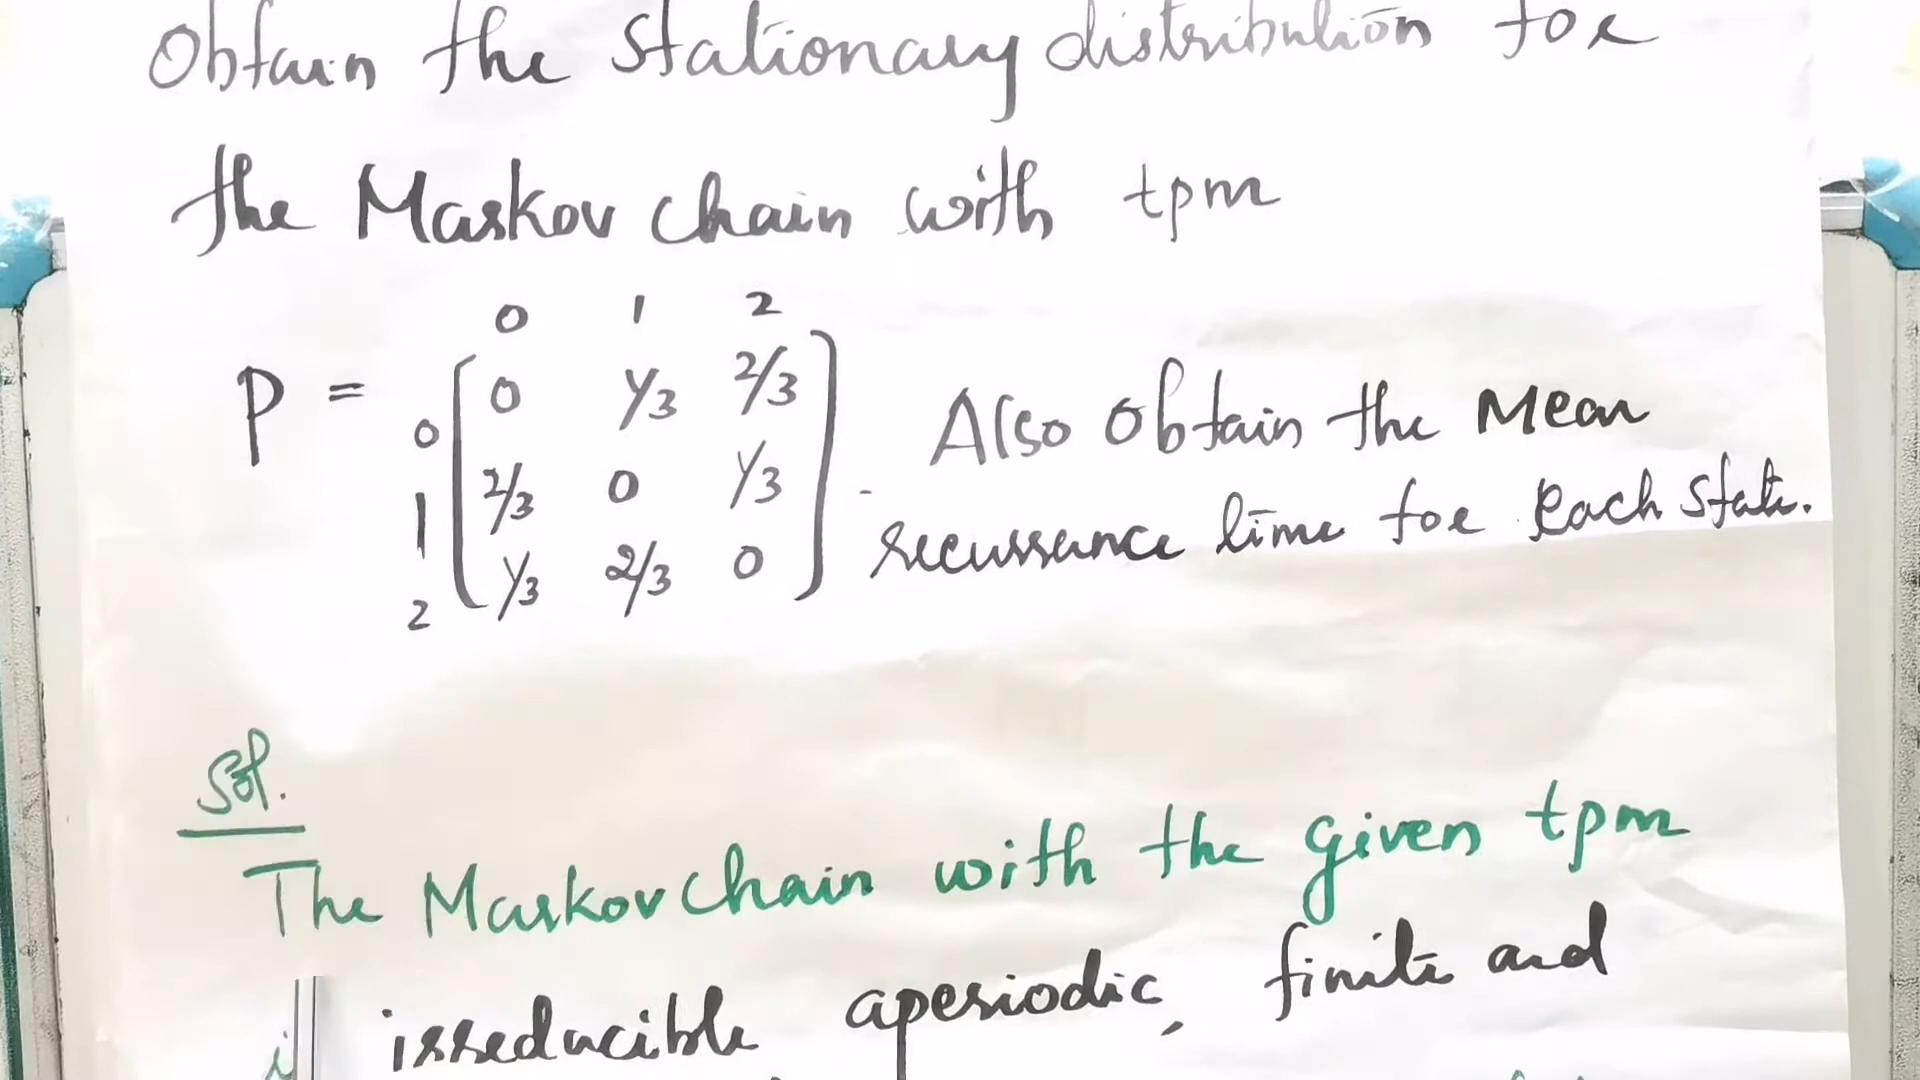 Obtain the Stationary distribution for
the Markov chain with tpm
0 1 2
P = 0 [ 0 1/3 2/3 ]
1 [ 2/3 0 1/3 ]
2 [ 1/3 2/3 0 ]
. Also Obtain the Mean
recurrance time for Each State.
Sol.
The Markov chain with the given tpm
irreducible aperiodic, finite and